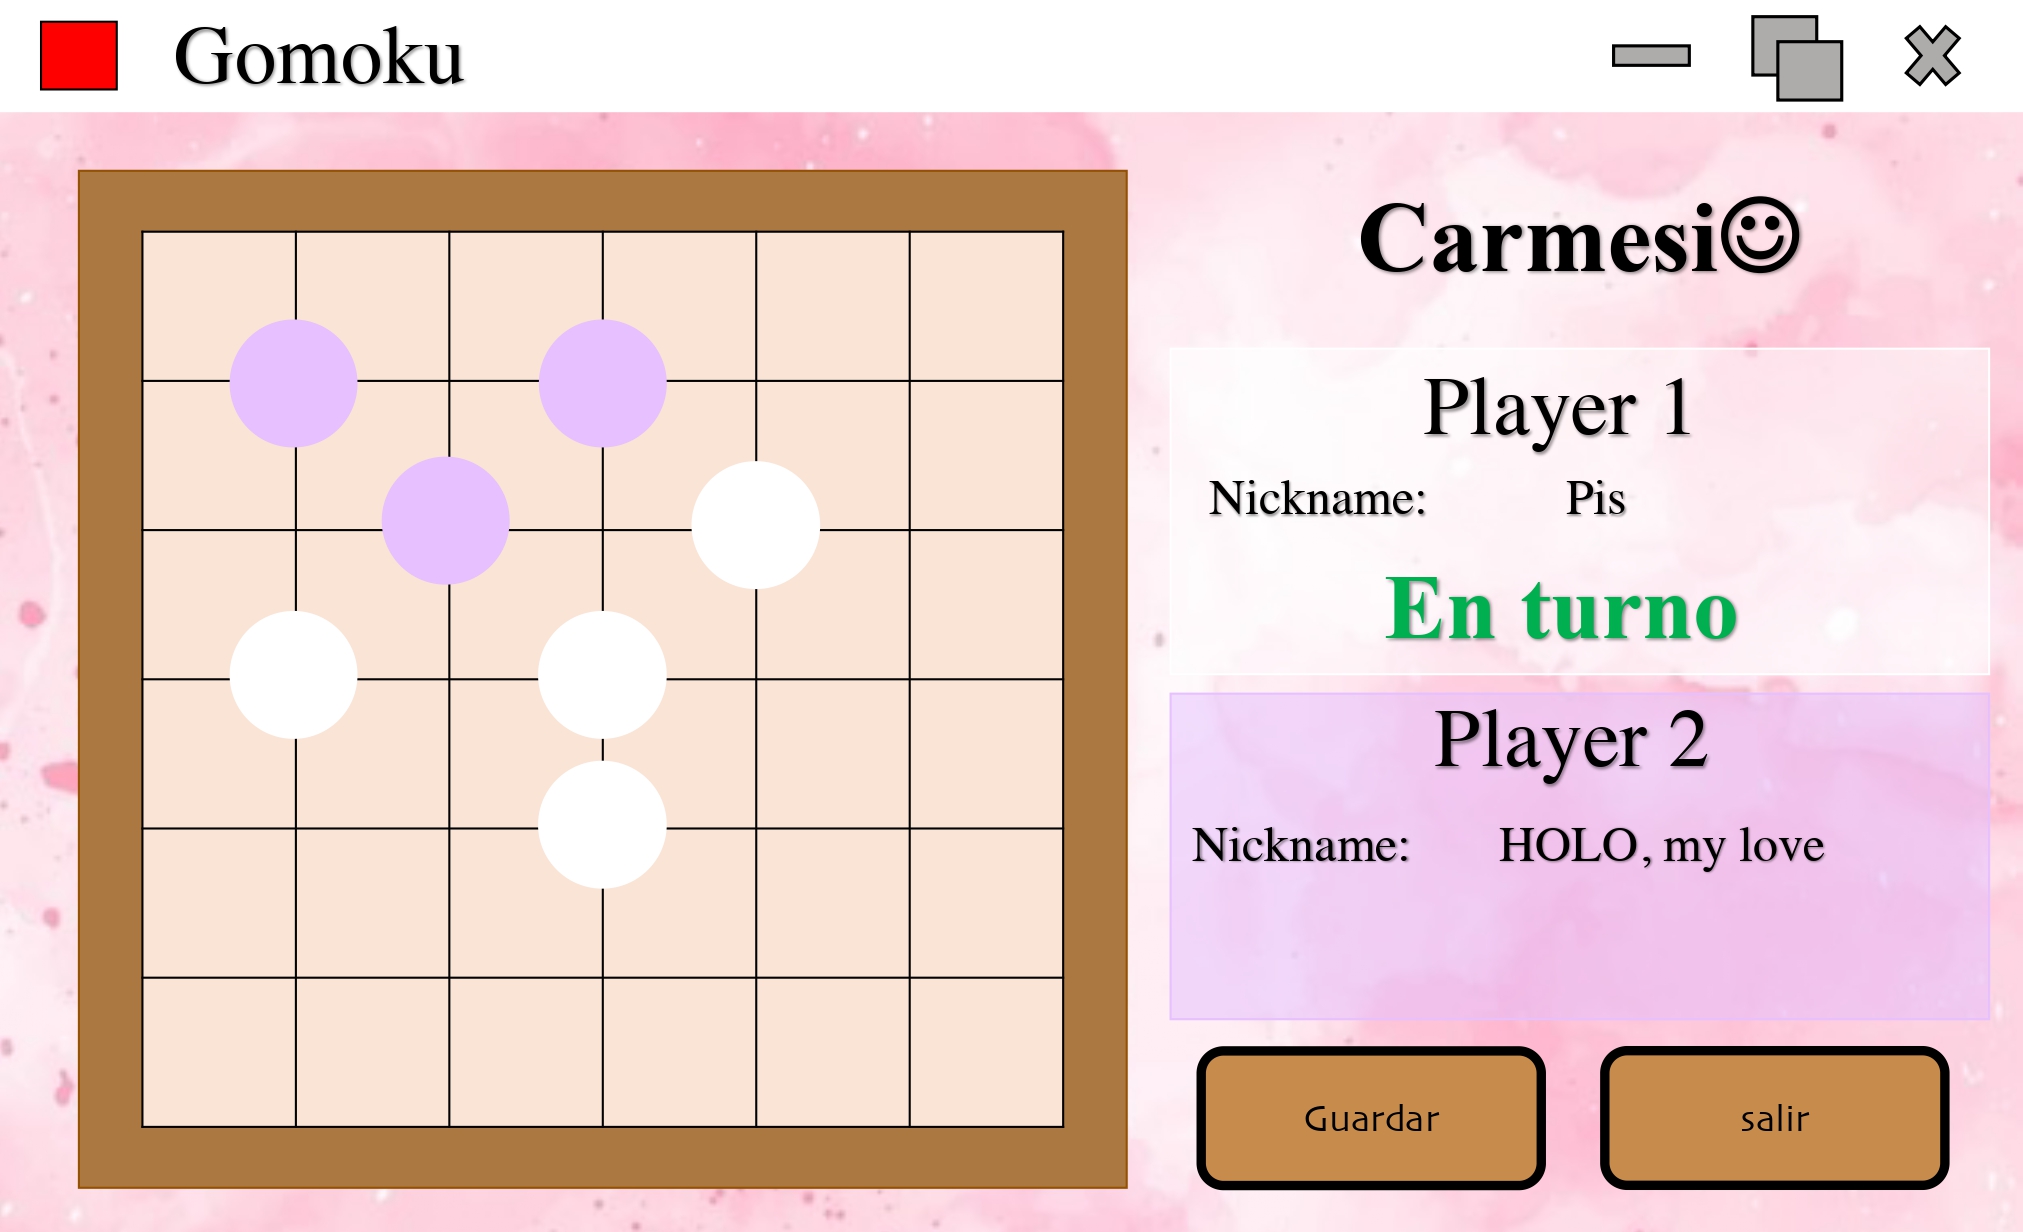 Gomoku
Carmesi☺
Player 1
Nickname: Pis
En turno
Player 2
Nickname: HOLO, my love
Guardar
salir